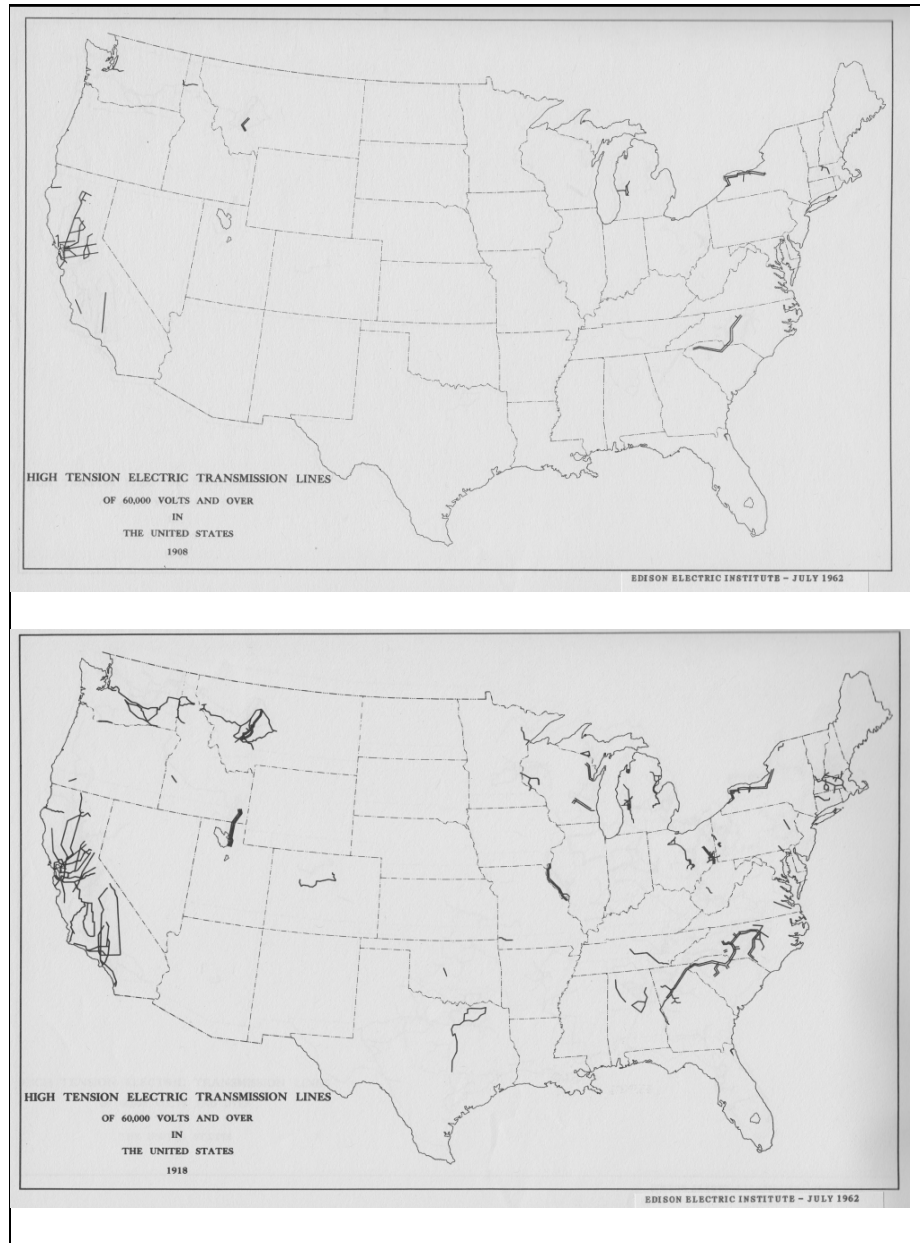 HIGH TENSION ELECTRIC TRANSMISSION LINES
OF 60,000 VOLTS AND OVER
IN
THE UNITED STATES
1908
EDISON ELECTRIC INSTITUTE – JULY 1962
HIGH TENSION ELECTRIC TRANSMISSION LINES
OF 60,000 VOLTS AND OVER
IN
THE UNITED STATES
1918
EDISON ELECTRIC INSTITUTE – JULY 1962